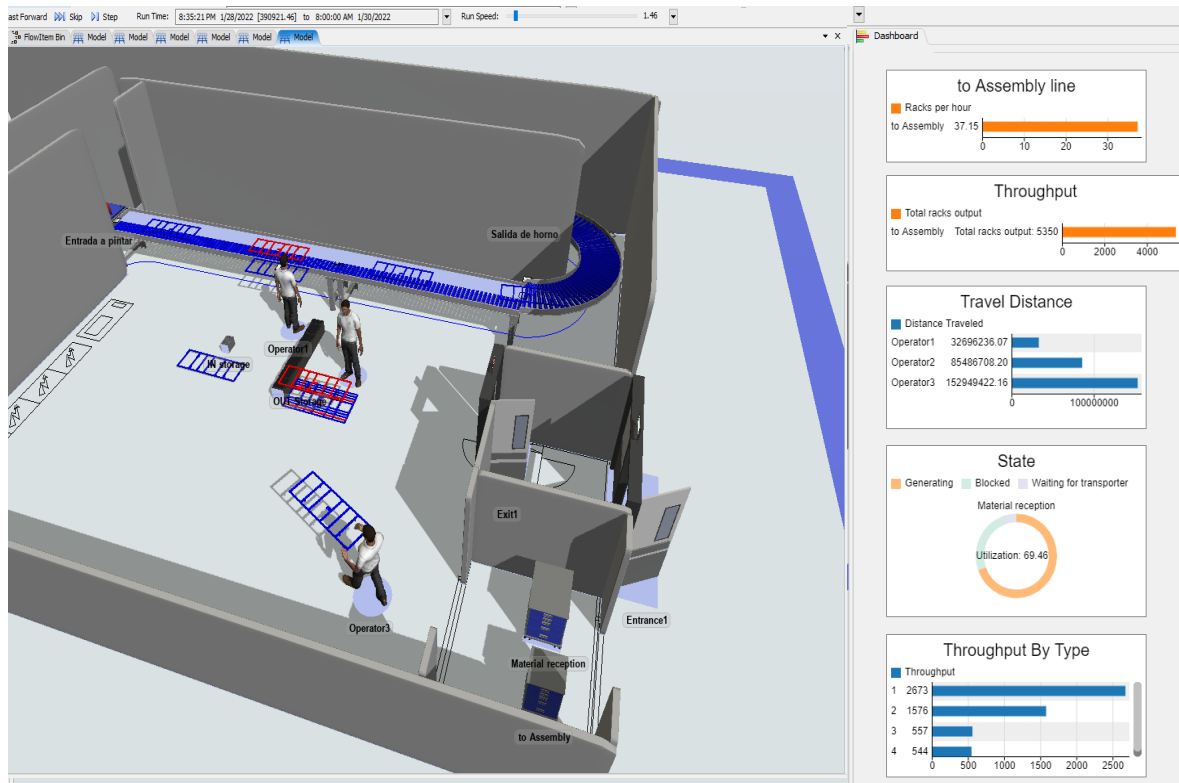 ast Forward Skip Step Run Time: 8:35:21 PM 1/28/2022 [390921.46] to 8:00:00 AM 1/30/2022 Run Speed: 1.46
FlowItem Bin Model Model Model Model Model Model
Dashboard
Entrada a pintar
Salida de horno
Operator1
IN storage
OUT Storage
Exit1
Operator3
Entrance1
Material reception
to Assembly
to Assembly line
Racks per hour
to Assembly 37.15
0 10 20 30
Throughput
Total racks output
to Assembly Total racks output: 5350
0 2000 4000
Travel Distance
Distance Traveled
Operator1 32696236.07
Operator2 85486708.20
Operator3 152949422.16
0 100000000
State
Generating Blocked Waiting for transporter
Material reception
Utilization: 69.46
Throughput By Type
Throughput
1 2673
2 1576
3 557
4 544
0 500 1000 1500 2000 2500